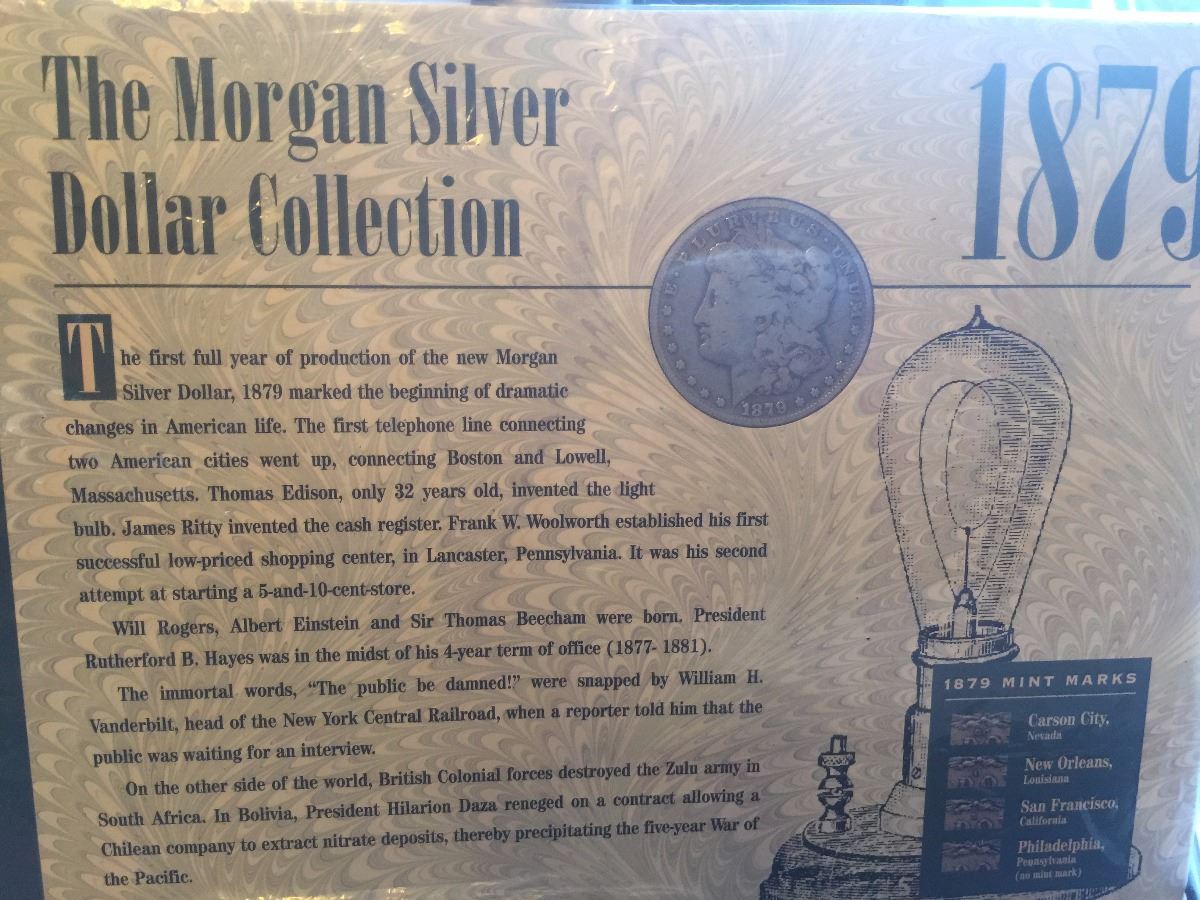 The Morgan Silver
Dollar Collection
1879
E PLURIBUS UNUM
1879
The first full year of production of the new Morgan
Silver Dollar, 1879 marked the beginning of dramatic
changes in American life. The first telephone line connecting
two American cities went up, connecting Boston and Lowell,
Massachusetts. Thomas Edison, only 32 years old, invented the light
bulb. James Ritty invented the cash register. Frank W. Woolworth established his first
successful low-priced shopping center, in Lancaster, Pennsylvania. It was his second
attempt at starting a 5-and-10-cent-store.
Will Rogers, Albert Einstein and Sir Thomas Beecham were born. President
Rutherford B. Hayes was in the midst of his 4-year term of office (1877- 1881).
The immortal words, “The public be damned!” were snapped by William H.
Vanderbilt, head of the New York Central Railroad, when a reporter told him that the
public was waiting for an interview.
On the other side of the world, British Colonial forces destroyed the Zulu army in
South Africa. In Bolivia, President Hilarion Daza reneged on a contract allowing a
Chilean company to extract nitrate deposits, thereby precipitating the five-year War of
the Pacific.
1879 MINT MARKS
Carson City,
Nevada
New Orleans,
Louisiana
San Francisco,
California
Philadelphia,
Pennsylvania
(no mint mark)